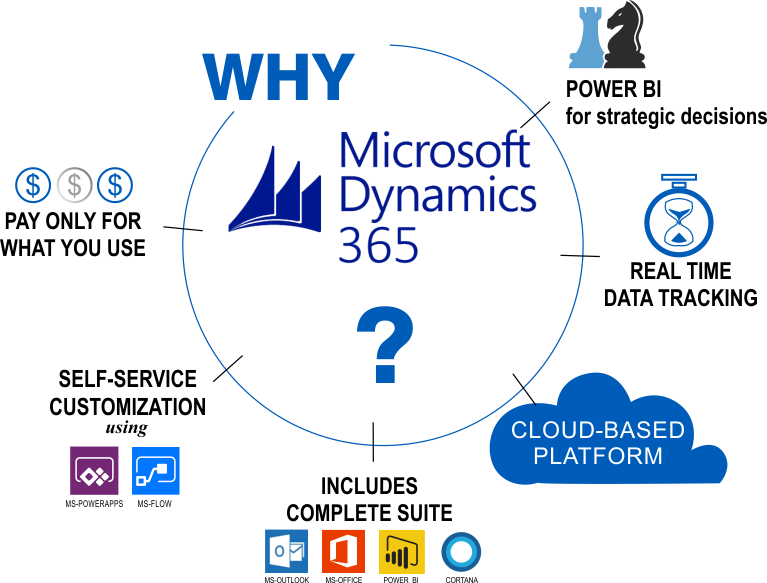 WHY
Microsoft
Dynamics
365
?
POWER BI
for strategic decisions
REAL TIME
DATA TRACKING
CLOUD-BASED
PLATFORM
INCLUDES
COMPLETE SUITE
MS-OUTLOOK MS-OFFICE POWER BI CORTANA
SELF-SERVICE
CUSTOMIZATION
using
MS-POWERAPPS MS-FLOW
$ $ $
PAY ONLY FOR
WHAT YOU USE